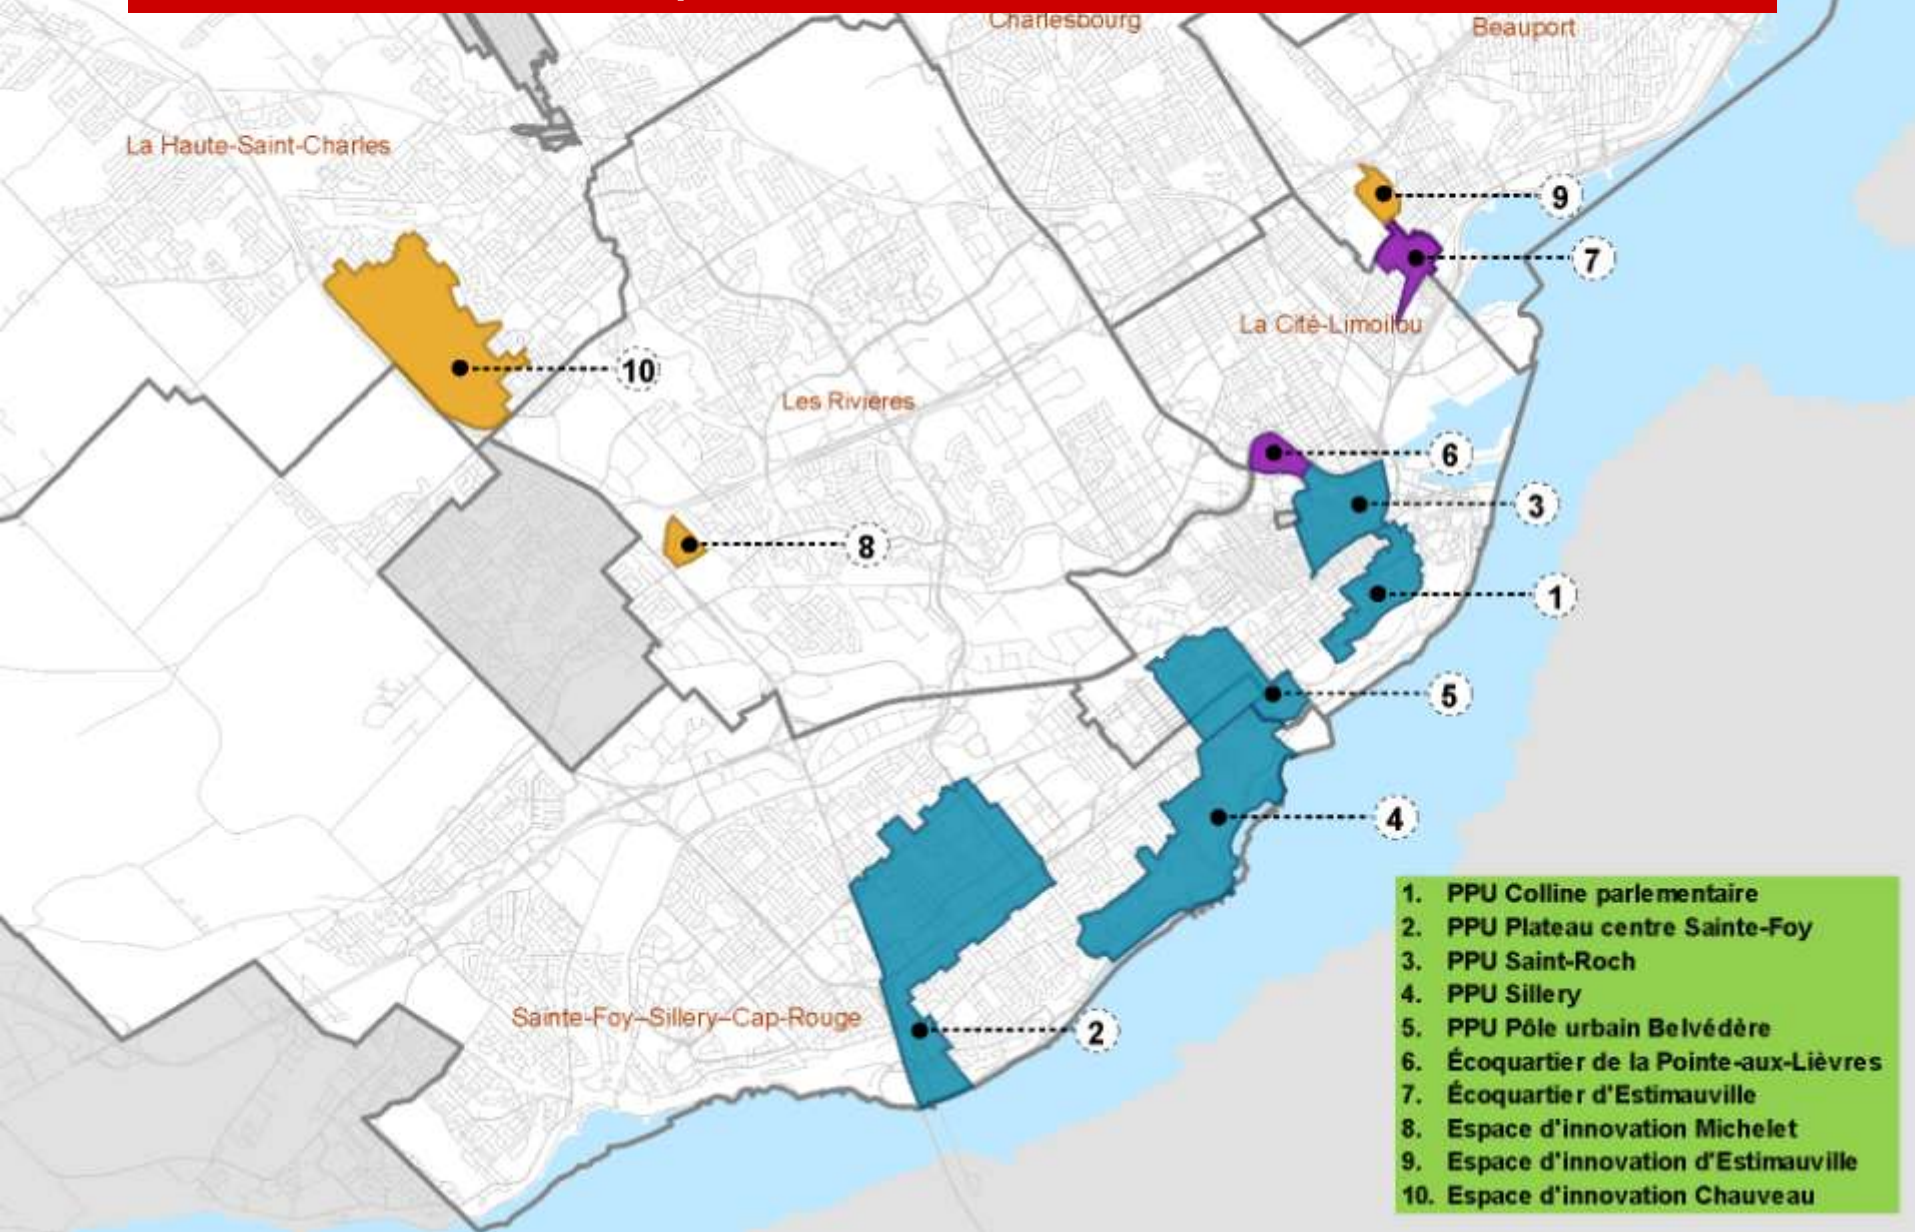 Charlesbourg
Beauport
La Haute-Saint-Charles
9
7
La Cité-Limoilou
10
Les Rivières
6
3
8
1
5
4
1. PPU Colline parlementaire
2. PPU Plateau centre Sainte-Foy
3. PPU Saint-Roch
4. PPU Sillery
5. PPU Pôle urbain Belvédère
6. Écoquartier de la Pointe-aux-Lièvres
7. Écoquartier d'Estimauville
8. Espace d'innovation Michelet
9. Espace d'innovation d'Estimauville
10. Espace d'innovation Chauveau
Sainte-Foy–Sillery–Cap-Rouge
2